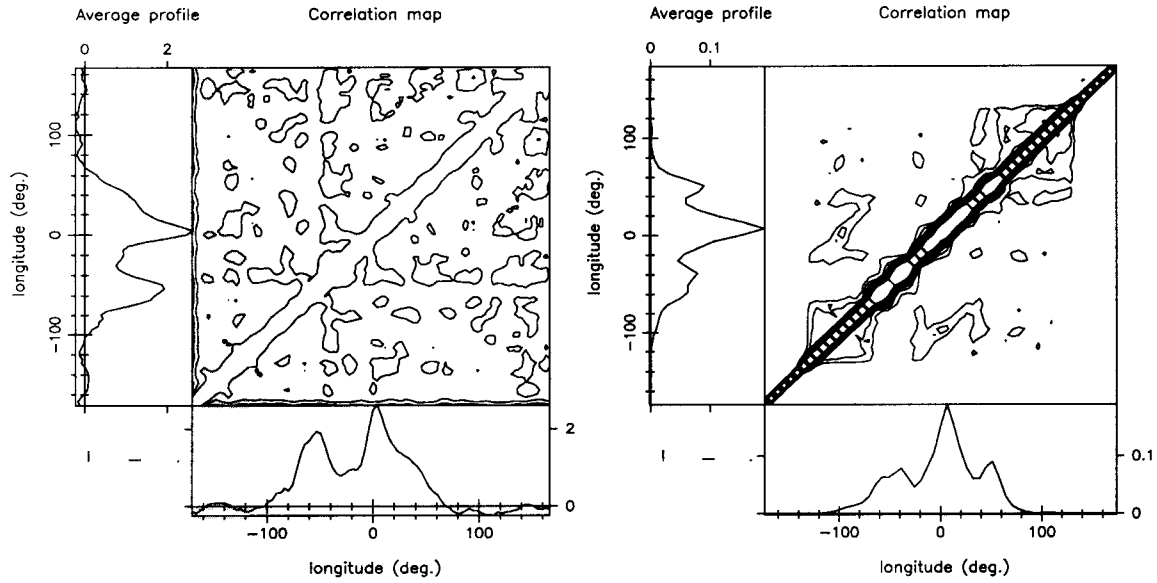 Average profile
Correlation map
0 2
longitude (deg.)
100
0
−100
2
0
−100 0 100
longitude (deg.)
Average profile
Correlation map
0 0.1
longitude (deg.)
100
0
−100
0.1
0
−100 0 100
longitude (deg.)